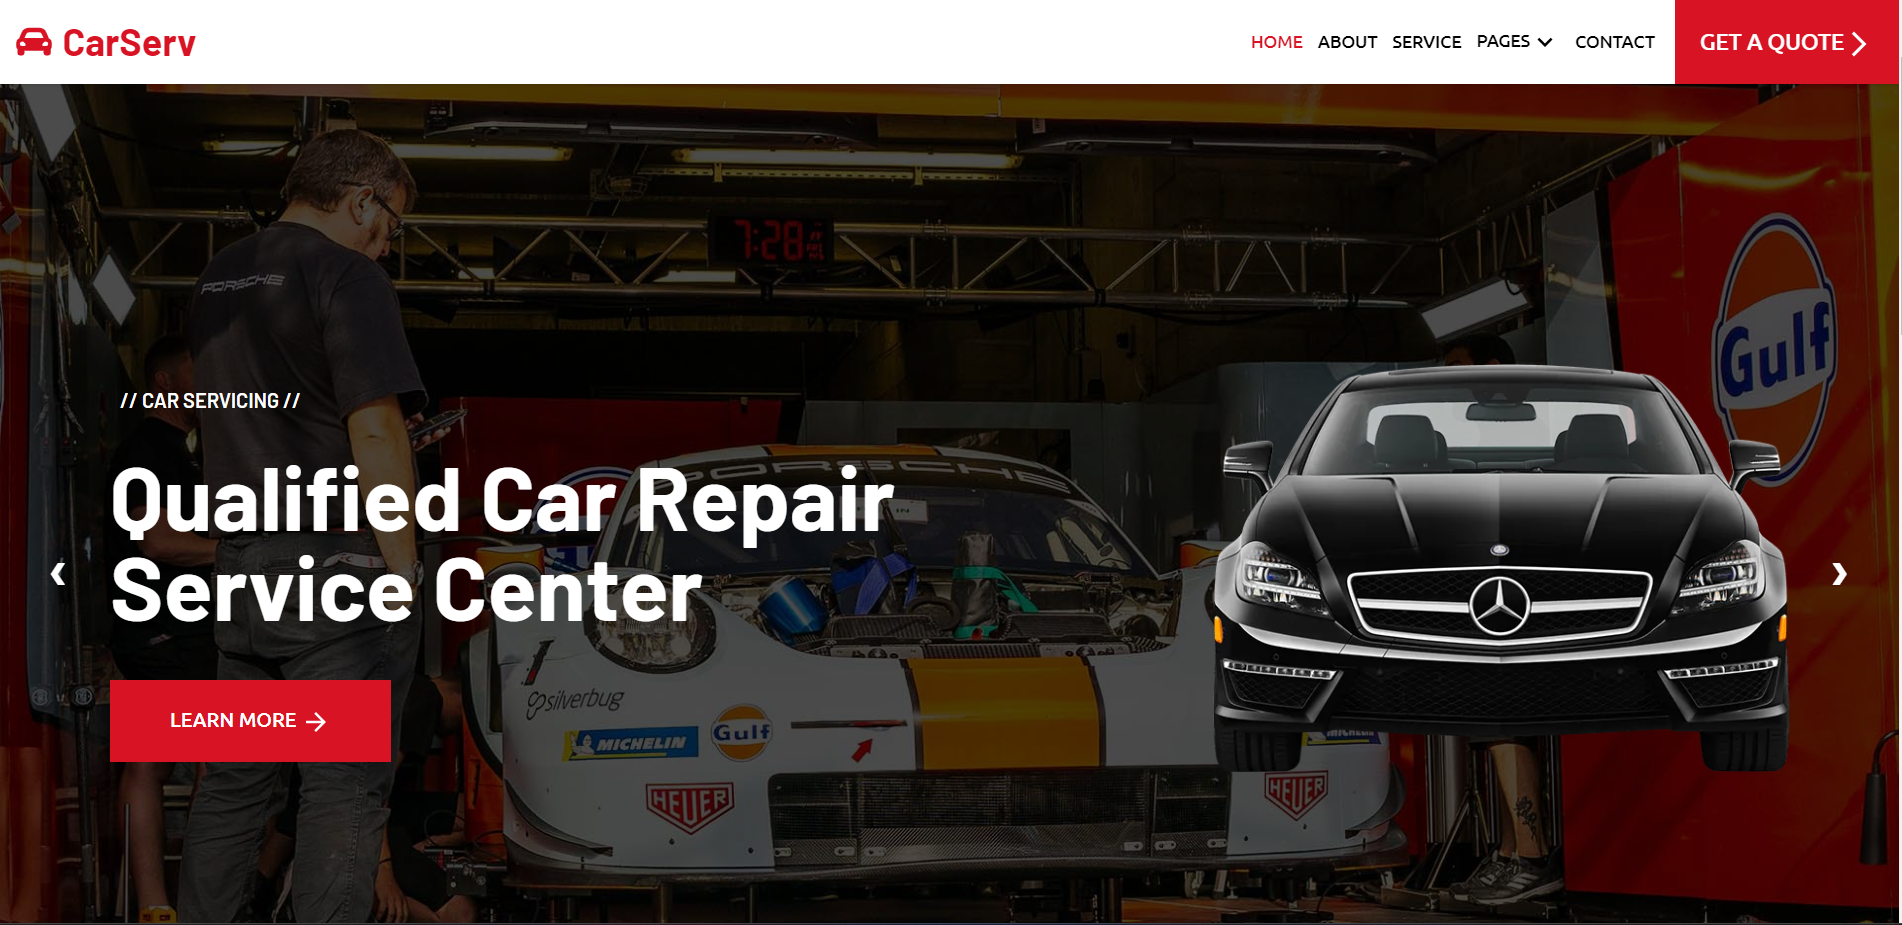 CarServ
HOME ABOUT SERVICE PAGES CONTACT
GET A QUOTE
7:28
PORSCHE
Gulf
// CAR SERVICING //
PORSCHE
Qualified Car Repair
Service Center
silverbug
LEARN MORE
MICHELIN
Gulf
HEUER
HEUER